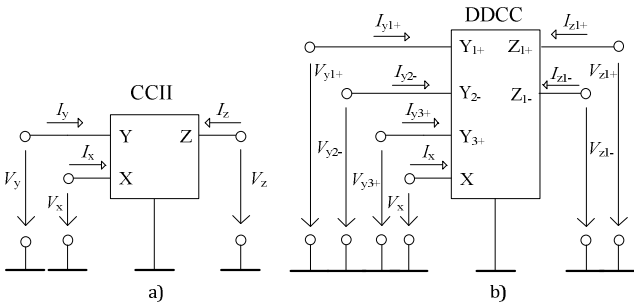 CCII
I_y
I_x
I_z
Y
Z
X
V_y
V_x
V_z
a)
DDCC
I_y1+
I_y2-
I_y3+
I_x
I_z1+
I_z1-
Y_1+
Z_1+
Y_2-
Z_1-
Y_3+
X
V_y1+
V_y2-
V_y3+
V_x
V_z1+
V_z1-
b)